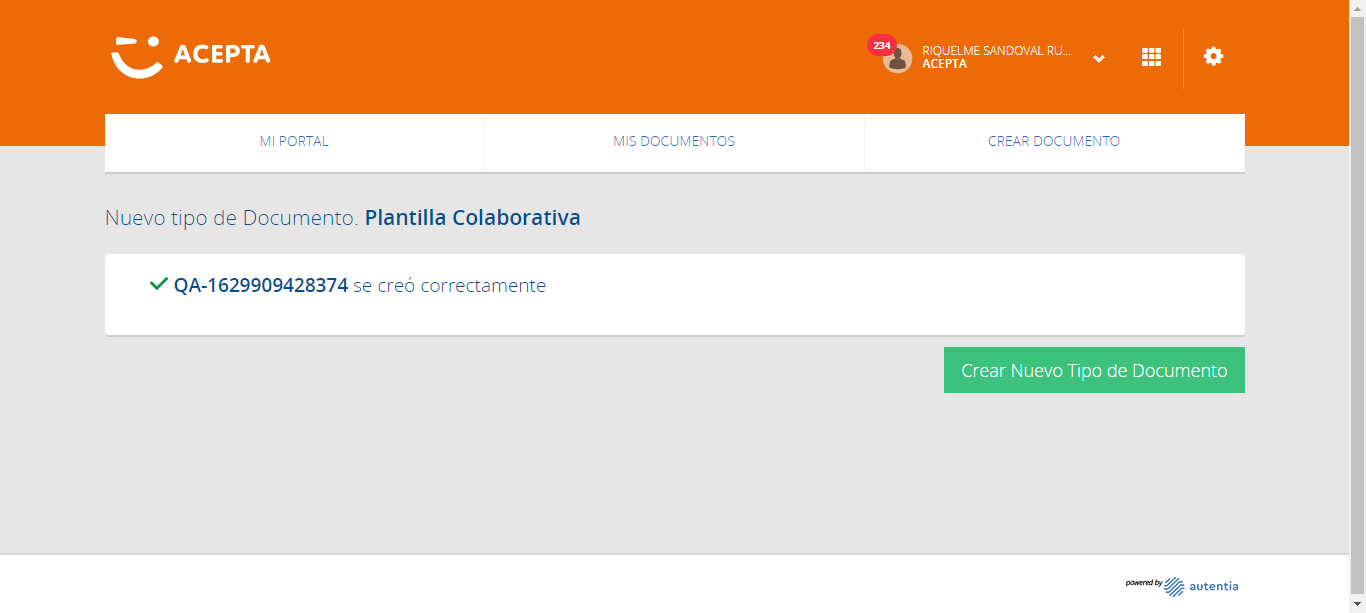 ACEPTA
234
RIQUELME SANDOVAL RU...
ACEPTA
MI PORTAL
MIS DOCUMENTOS
CREAR DOCUMENTO
Nuevo tipo de Documento. Plantilla Colaborativa
QA-1629909428374 se creó correctamente
Crear Nuevo Tipo de Documento
powered by autentia